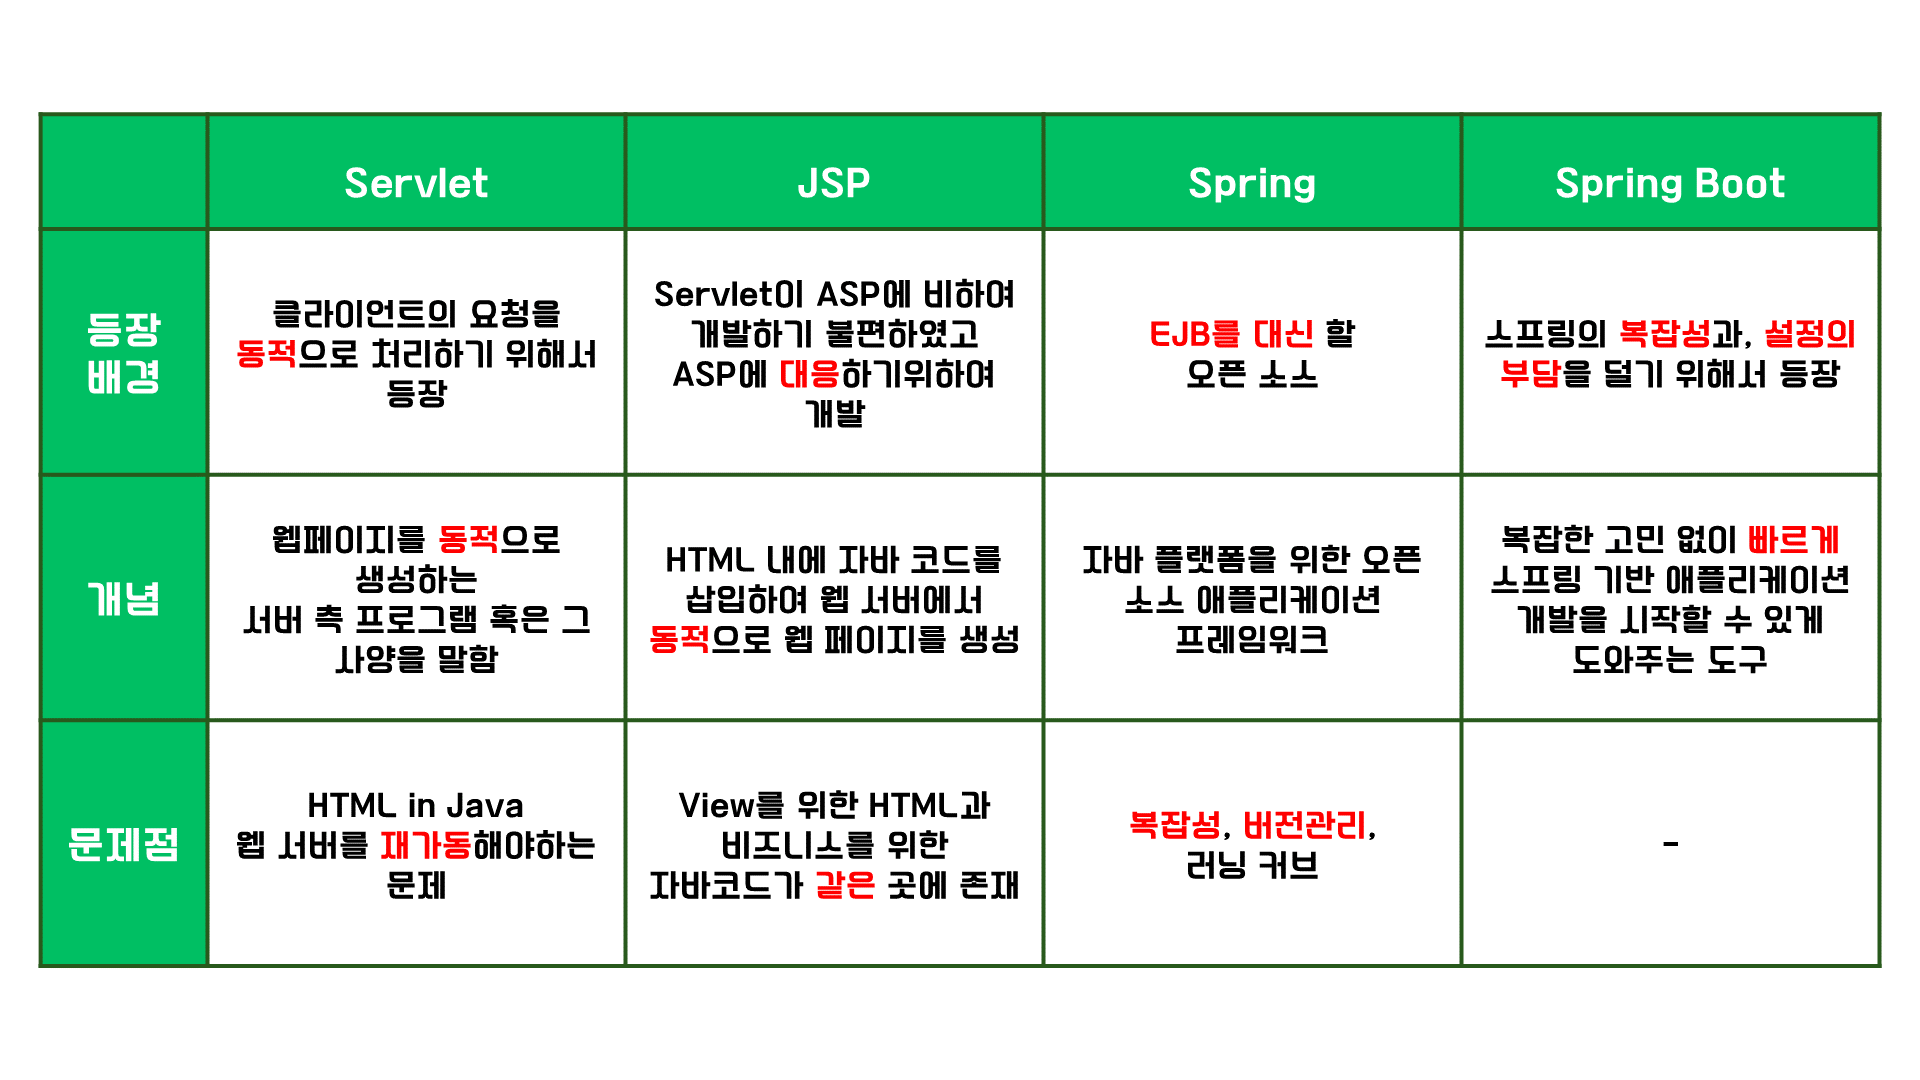 Servlet
JSP
Spring
Spring Boot
등장
배경
클라이언트의 요청을
동적으로 처리하기 위해서
등장
Servlet이 ASP에 비하여
개발하기 불편하였고
ASP에 대응하기위하여
개발
EJB를 대신 할
오픈 소스
스프링의 복잡성과, 설정의
부담을 덜기 위해서 등장
개념
웹페이지를 동적으로
생성하는
서버 측 프로그램 혹은 그
사양을 말함
HTML 내에 자바 코드를
삽입하여 웹 서버에서
동적으로 웹 페이지를 생성
자바 플랫폼을 위한 오픈
소스 애플리케이션
프레임워크
복잡한 고민 없이 빠르게
스프링 기반 애플리케이션
개발을 시작할 수 있게
도와주는 도구
문제점
HTML in Java
웹 서버를 재가동해야하는
문제
View를 위한 HTML과
비즈니스를 위한
자바코드가 같은 곳에 존재
복잡성, 버전관리,
러닝 커브
-